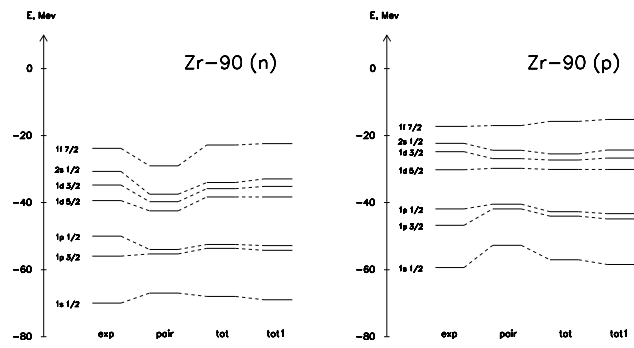 E, Mev
Zr-90 (n)
0
-20
-40
-60
-80
1f 7/2
2s 1/2
1d 3/2
1d 5/2
1p 1/2
1p 3/2
1s 1/2
exp pair tot tot1
E, Mev
Zr-90 (p)
0
-20
-40
-60
-80
1f 7/2
2s 1/2
1d 3/2
1d 5/2
1p 1/2
1p 3/2
1s 1/2
exp pair tot tot1